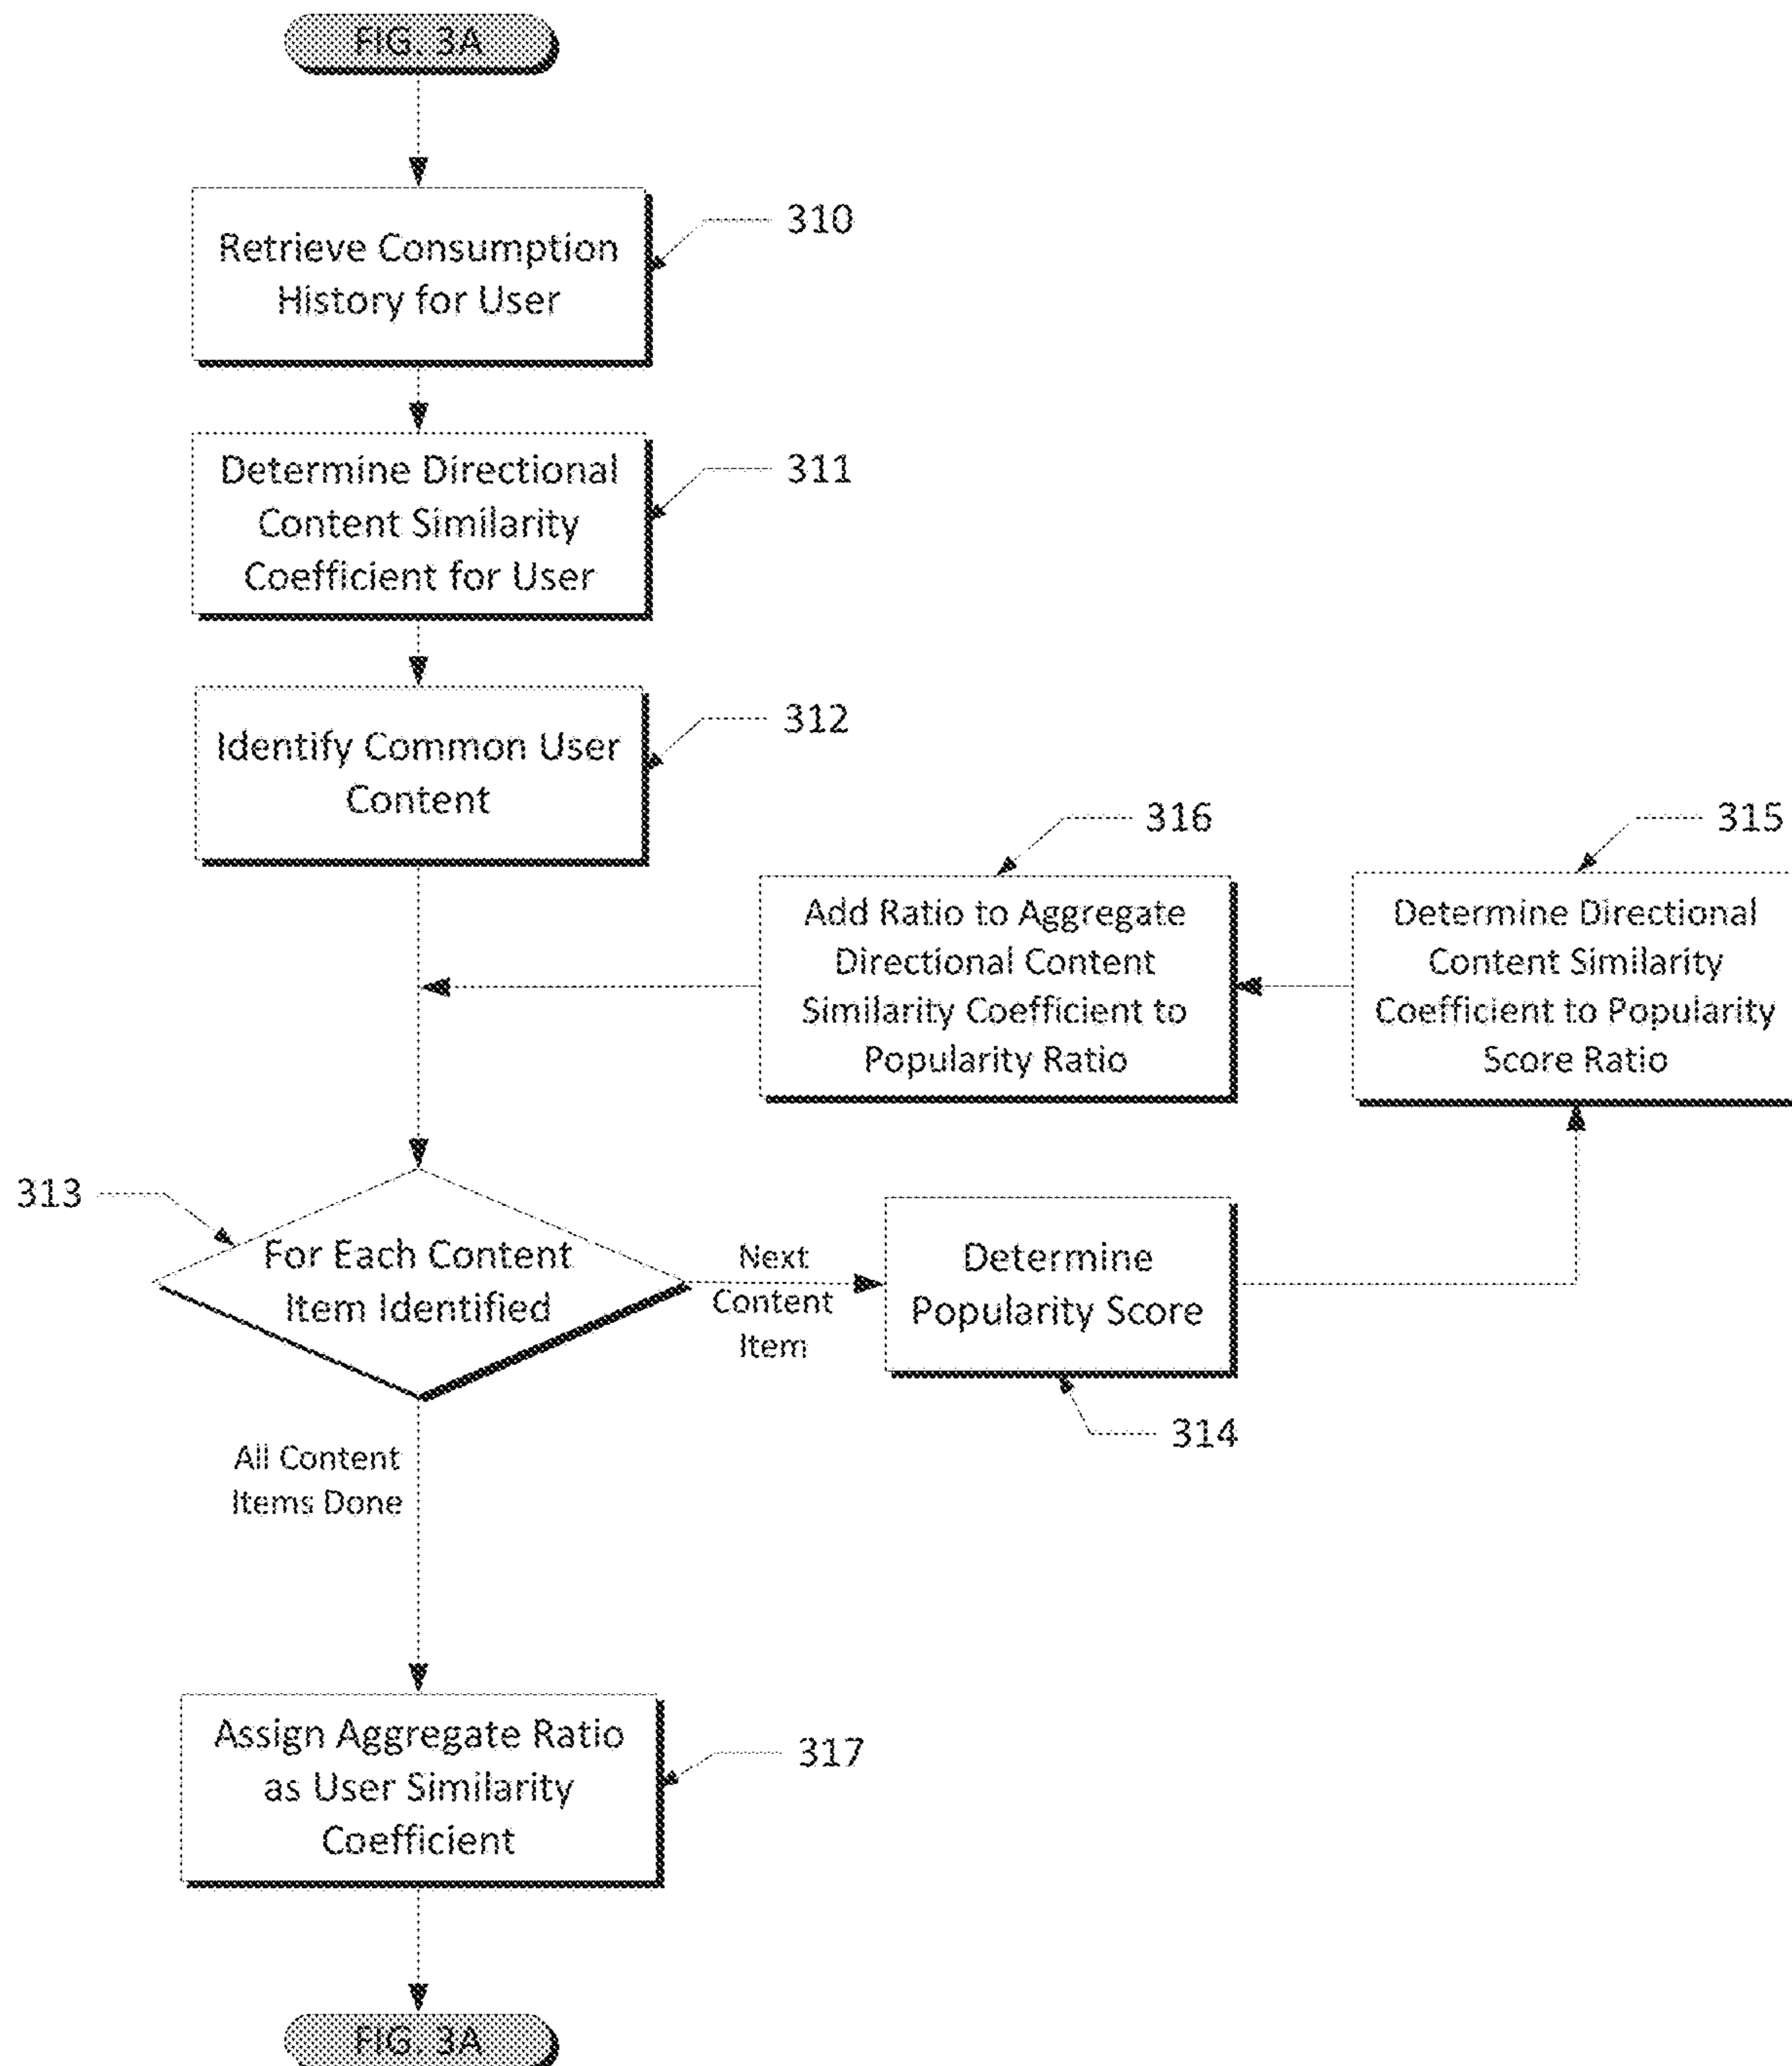 FIG. 3A
Retrieve Consumption
History for User
310
Determine Directional
Content Similarity
Coefficient for User
311
Identify Common User
Content
312
316
315
Add Ratio to Aggregate
Directional Content
Similarity Coefficient to
Popularity Ratio
Determine Directional
Content Similarity
Coefficient to Popularity
Score Ratio
313
For Each Content
Item Identified
Next
Content
Item
Determine
Popularity Score
314
All Content
Items Done
Assign Aggregate Ratio
as User Similarity
Coefficient
317
FIG. 3A